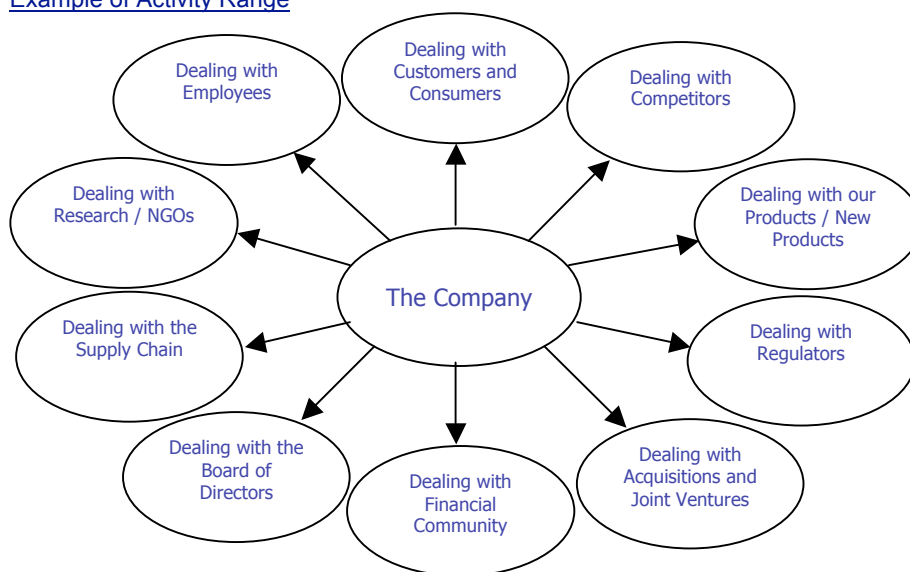 Example of Activity Range
Dealing with
Customers and
Consumers
Dealing with
Employees
Dealing with
Competitors
Dealing with
Research / NGOs
Dealing with our
Products / New
Products
The Company
Dealing with the
Supply Chain
Dealing with
Regulators
Dealing with the
Board of
Directors
Dealing with
Financial
Community
Dealing with
Acquisitions and
Joint Ventures